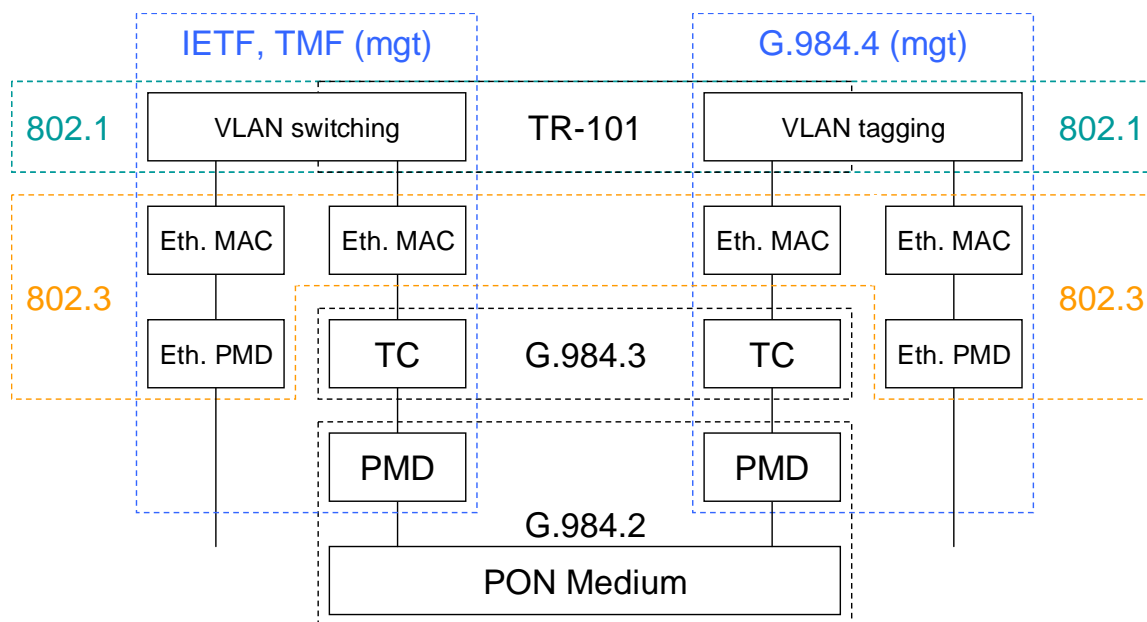 IETF, TMF (mgt)
G.984.4 (mgt)
802.1
VLAN switching
TR-101
VLAN tagging
802.1
Eth. MAC
Eth. MAC
Eth. MAC
Eth. MAC
802.3
802.3
Eth. PMD
TC
G.984.3
TC
Eth. PMD
PMD
PMD
G.984.2
PON Medium